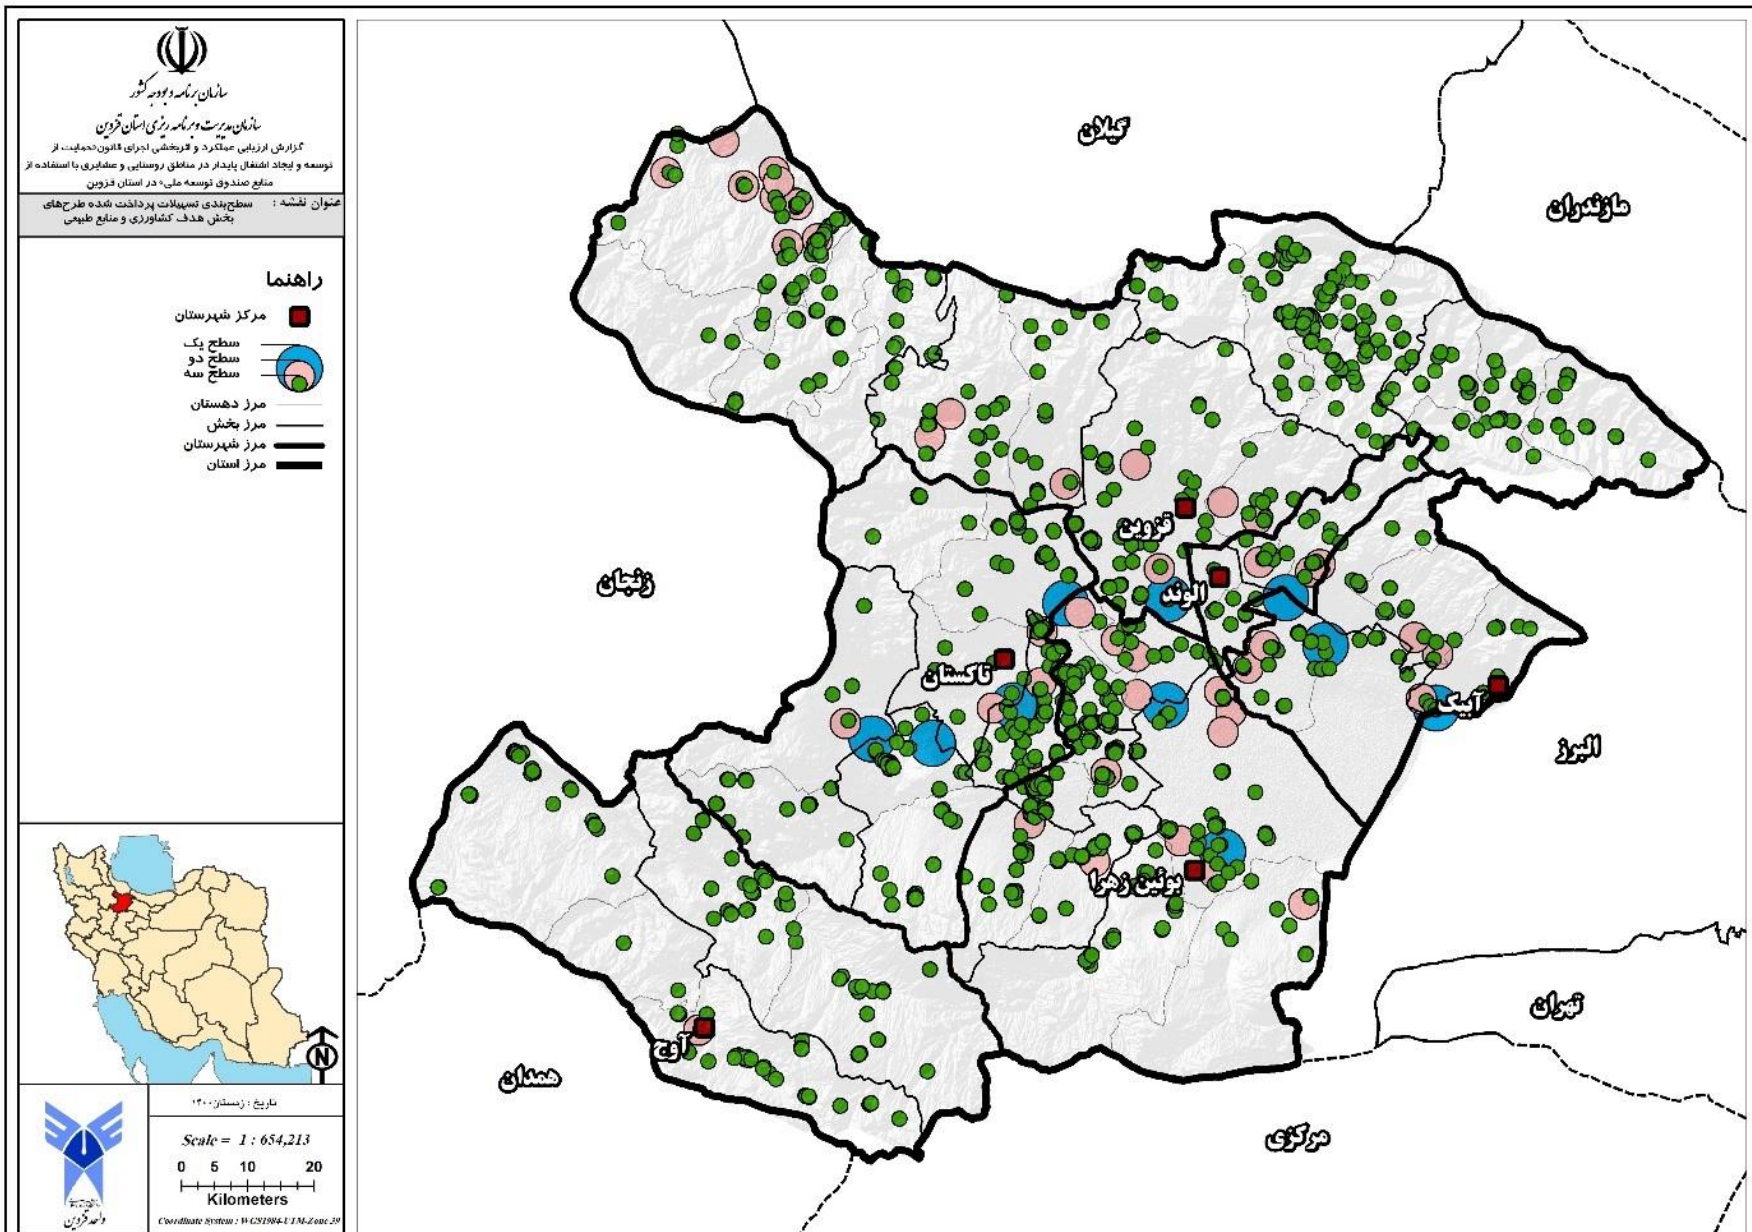 سازمان برنامه و بودجه کشور
سازمان مدیریت و برنامه ریزی استان قزوین
گزارش ارزیابی عملکرد و اثربخشی اجرای قانون «حمایت از
توسعه و ایجاد اشتغال پایدار در مناطق روستایی و عشایری با استفاده از
منابع صندوق توسعه ملی» در استان قزوین
عنوان نقشه : سطح‌بندی تسهیلات پرداخت شده طرح‌های
بخش هدف کشاورزی و منابع طبیعی
راهنما
مرکز شهرستان
سطح یک
سطح دو
سطح سه
مرز دهستان
مرز بخش
مرز شهرستان
مرز استان
N
تاریخ : زمستان ۱۴۰۰
Scale = 1 : 654,213
0 5 10 20
Kilometers
Coordinate System : WGS1984-UTM-Zone 39
واحد قزوین
گیلان
مازندران
زنجان
قزوین
الوند
تاکستان
آبیک
البرز
بوئین زهرا
آوج
همدان
تهران
مرکزی